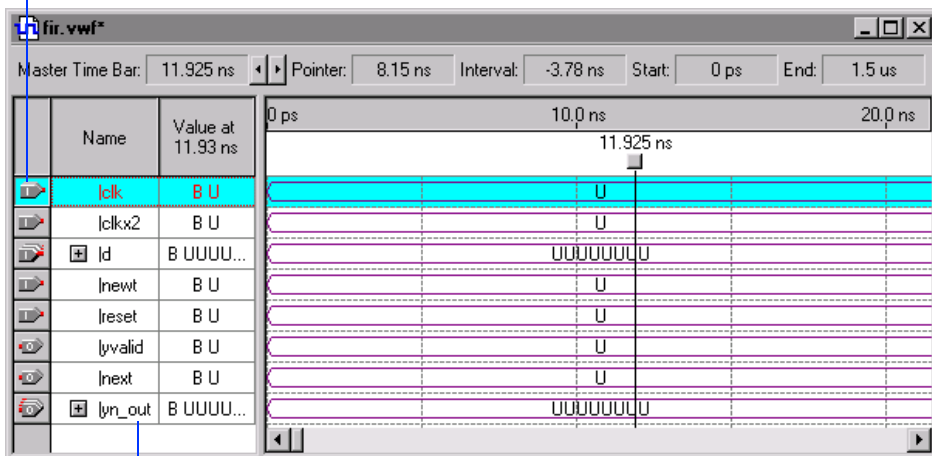 fir.vwf*
Master Time Bar: 11.925 ns Pointer: 8.15 ns Interval: -3.78 ns Start: 0 ps End: 1.5 us
Name Value at 11.93 ns 0 ps 10.0 ns 20.0 ns
11.925 ns
|clk B U U
|clkx2 B U U
|d B UUUU... UUUUUUUU
|newt B U U
|reset B U U
|yvalid B U U
|next B U U
|yn_out B UUUU... UUUUUUUU